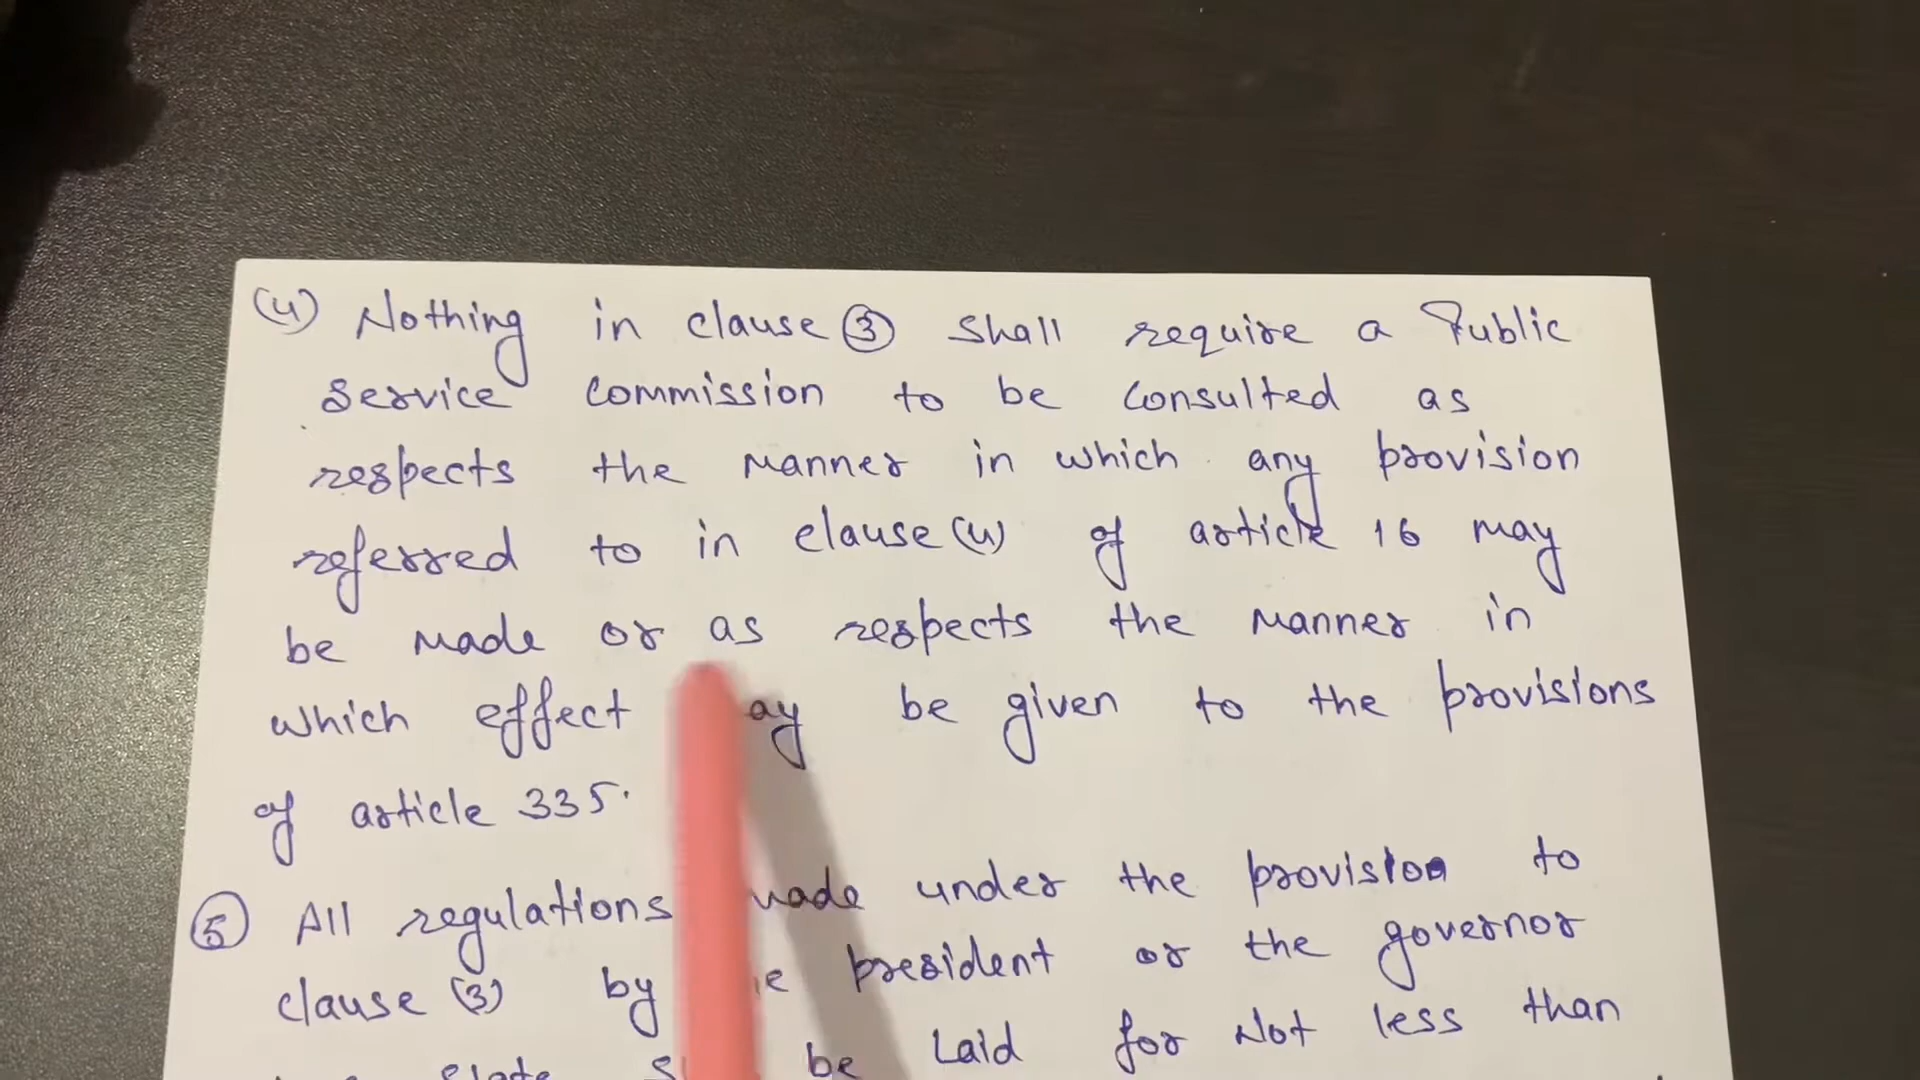 (4) Nothing in clause (3) shall require a Public
Service Commission to be consulted as
respects the manner in which any provision
referred to in clause (4) of article 16 may
be made or as respects the manner in
which effect ay be given to the provisions
of article 335.
(5) All regulations made under the provision to
clause (3) by president or the governor
be Laid for Not less than